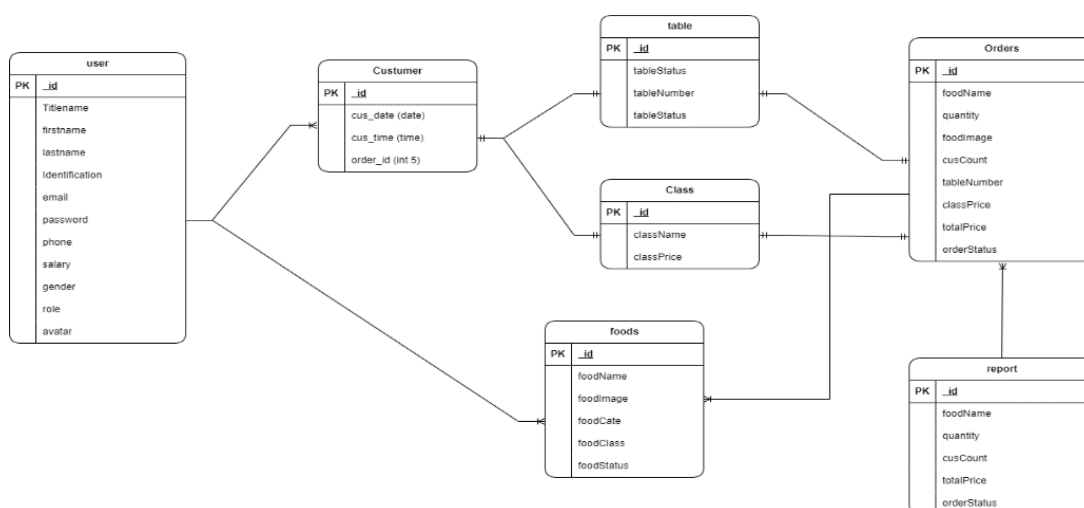 user
PK _id
Titlename
firstname
lastname
Identification
email
password
phone
salary
gender
role
avatar
Custumer
PK _id
cus_date (date)
cus_time (time)
order_id (int 5)
table
PK _id
tableStatus
tableNumber
tableStatus
Class
PK _id
className
classPrice
foods
PK _id
foodName
foodImage
foodCate
foodClass
foodStatus
Orders
PK _id
foodName
quantity
foodImage
cusCount
tableNumber
classPrice
totalPrice
orderStatus
report
PK _id
foodName
quantity
cusCount
totalPrice
orderStatus